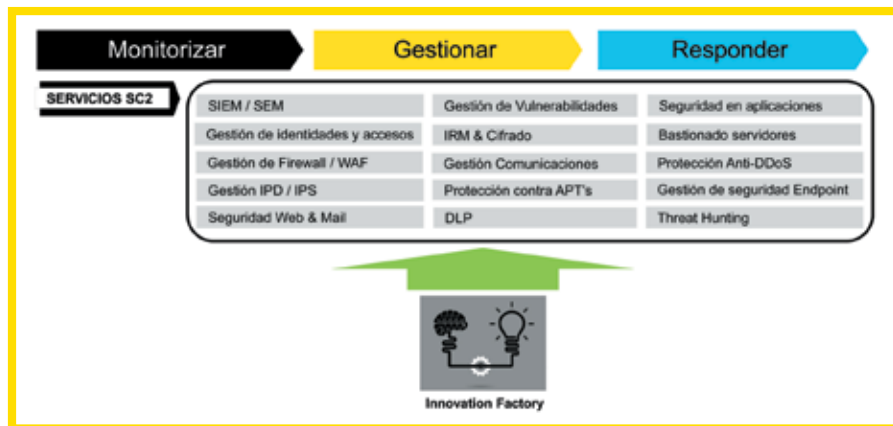 Monitorizar
Gestionar
Responder
SERVICIOS SC2
SIEM / SEM
Gestión de identidades y accesos
Gestión de Firewall / WAF
Gestión IPD / IPS
Seguridad Web & Mail
Gestión de Vulnerabilidades
IRM & Cifrado
Gestión Comunicaciones
Protección contra APT's
DLP
Seguridad en aplicaciones
Bastionado servidores
Protección Anti-DDoS
Gestión de seguridad Endpoint
Threat Hunting
Innovation Factory